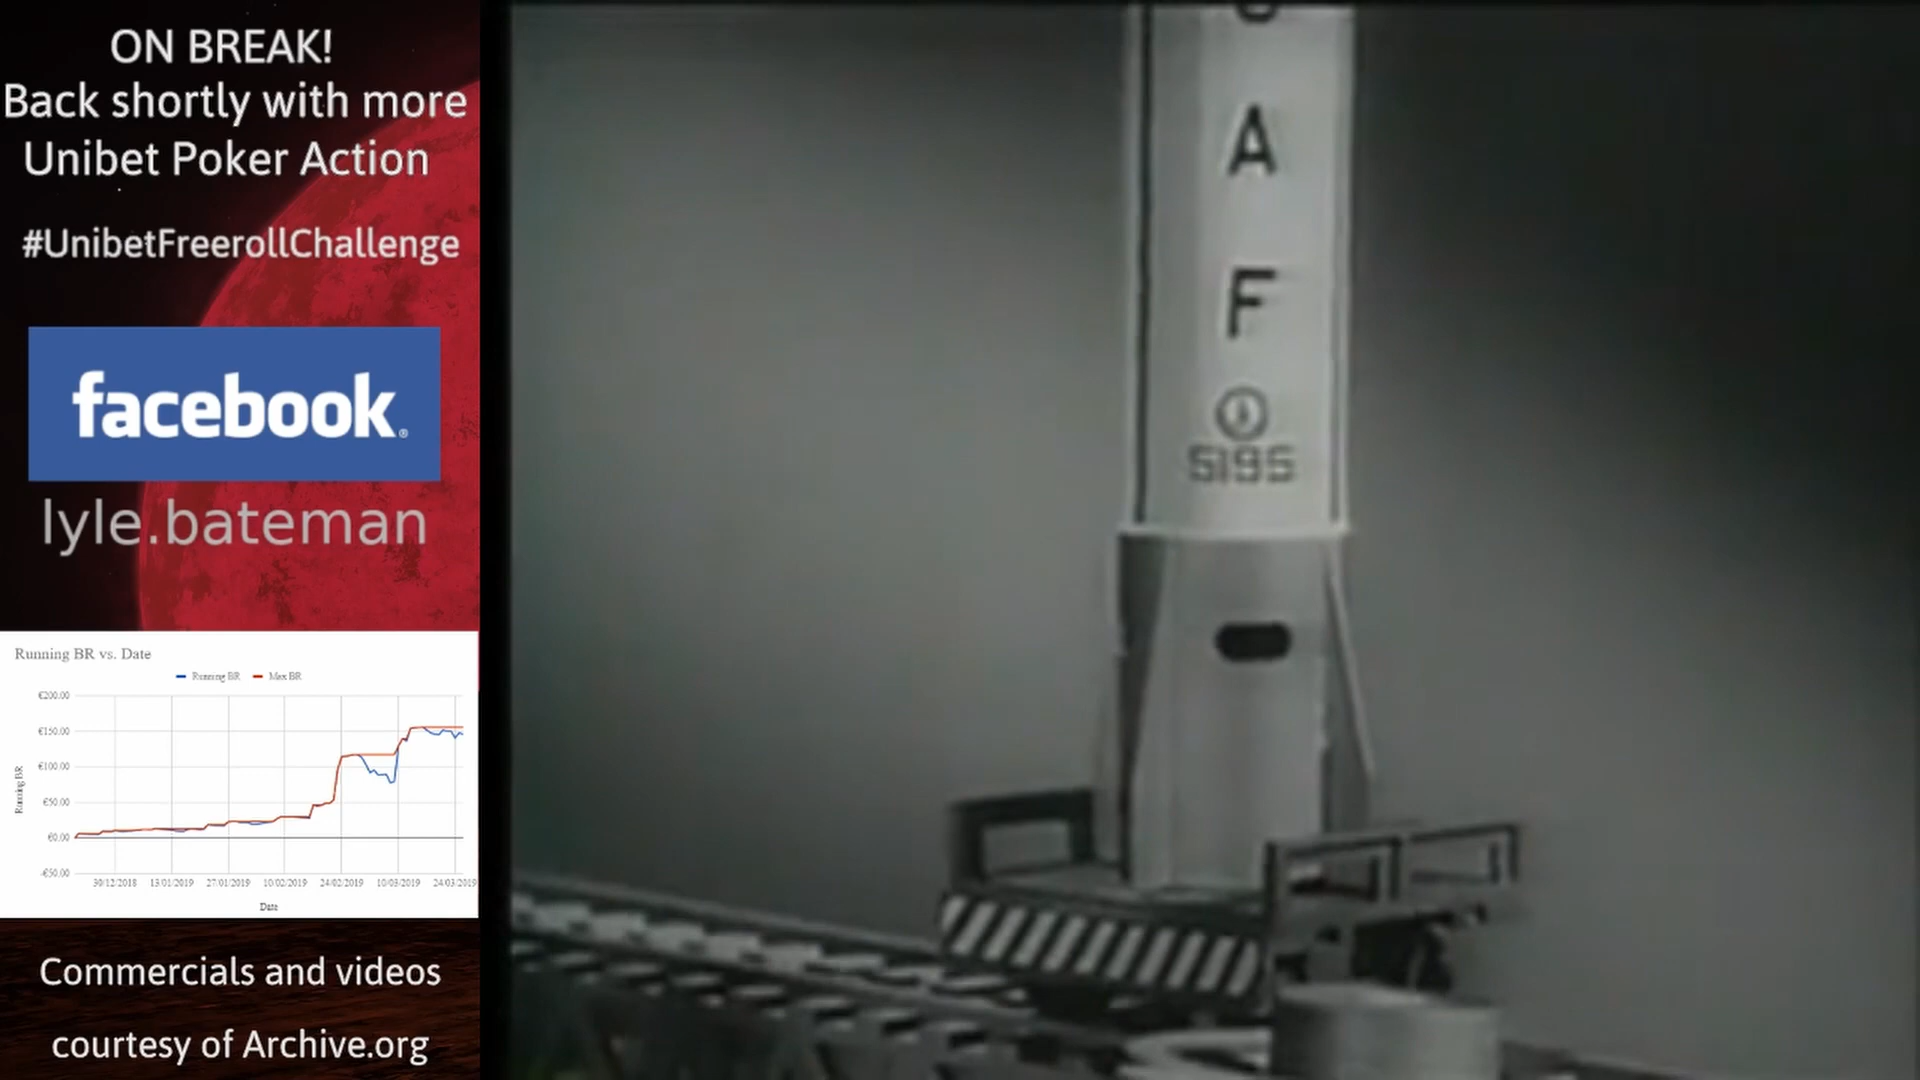 ON BREAK!
Back shortly with more
Unibet Poker Action
#UnibetFreerollChallenge
facebook®
lyle.bateman
Running BR vs. Date
Running BR
Max BR
€200.00
€150.00
€100.00
€50.00
€0.00
-€50.00
Running BR
30/12/2018
13/01/2019
27/01/2019
10/02/2019
24/02/2019
10/03/2019
24/03/2019
Date
Commercials and videos
courtesy of Archive.org
A
F
5195